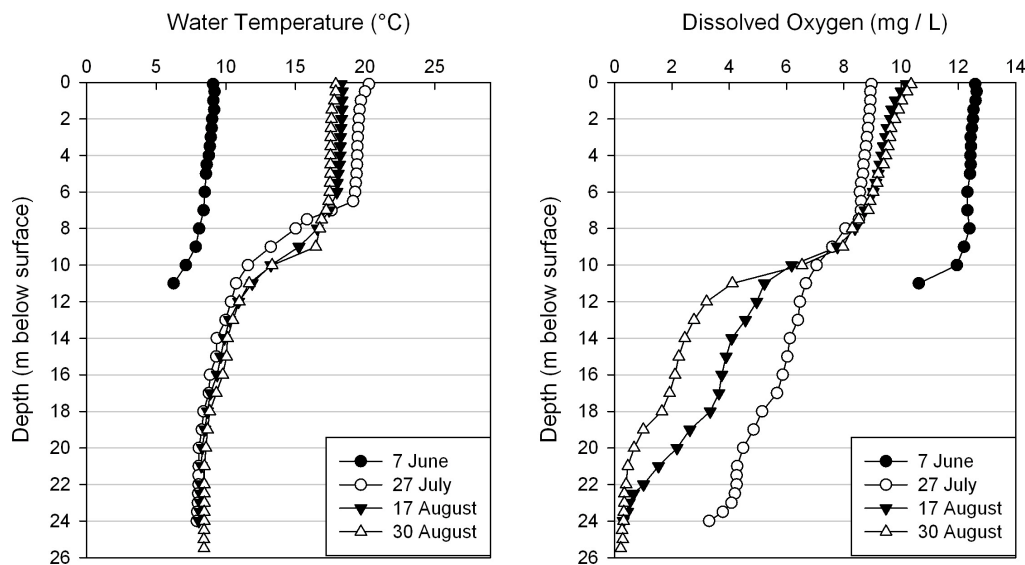 Water Temperature (°C)
0 5 10 15 20 25
0
2
4
6
8
10
12
14
16
18
20
22
24
26
Depth (m below surface)
7 June
27 July
17 August
30 August
Dissolved Oxygen (mg / L)
0 2 4 6 8 10 12 14
0
2
4
6
8
10
12
14
16
18
20
22
24
26
Depth (m below surface)
7 June
27 July
17 August
30 August